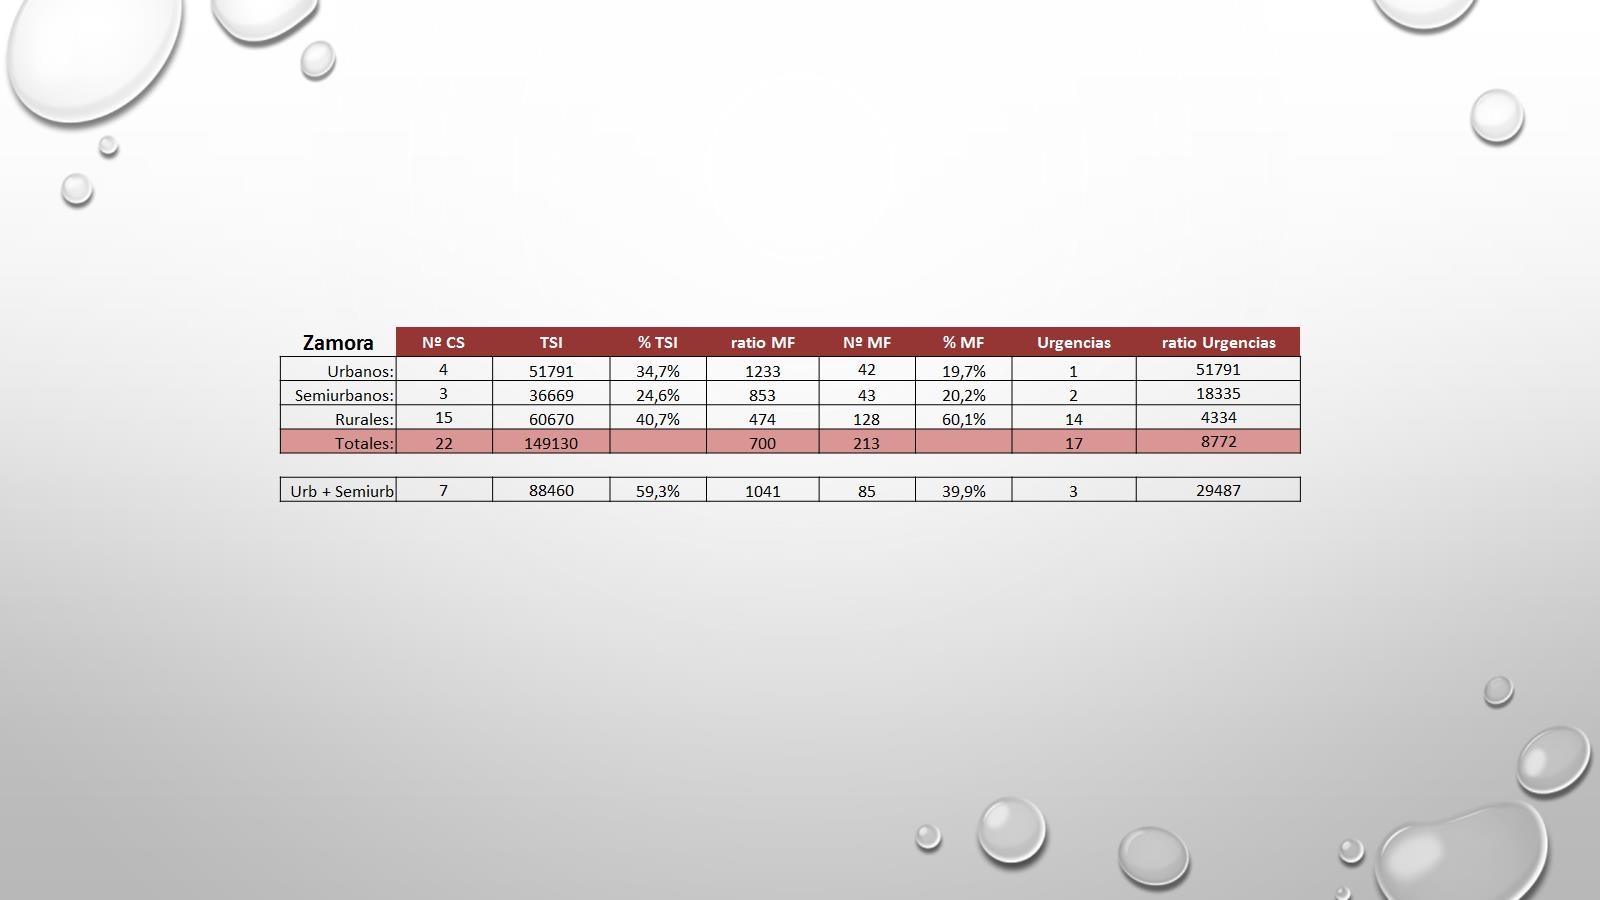 Zamora Nº CS TSI % TSI ratio MF Nº MF % MF Urgencias ratio Urgencias
Urbanos: 4 51791 34,7% 1233 42 19,7% 1 51791
Semiurbanos: 3 36669 24,6% 853 43 20,2% 2 18335
Rurales: 15 60670 40,7% 474 128 60,1% 14 4334
Totales: 22 149130 700 213 17 8772
Urb + Semiurb 7 88460 59,3% 1041 85 39,9% 3 29487